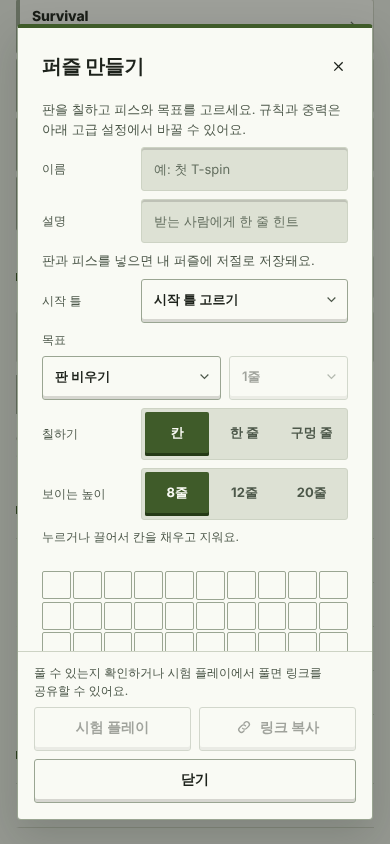 Survival
퍼즐 만들기
판을 칠하고 피스와 목표를 고르세요. 규칙과 중력은
아래 고급 설정에서 바꿀 수 있어요.
이름
예: 첫 T-spin
설명
받는 사람에게 한 줄 힌트
판과 피스를 넣으면 내 퍼즐에 저절로 저장돼요.
시작 틀
시작 틀 고르기
목표
판 비우기
1줄
칠하기
칸
한 줄
구멍 줄
보이는 높이
8줄
12줄
20줄
누르거나 끌어서 칸을 채우고 지워요.
풀 수 있는지 확인하거나 시험 플레이에서 풀면 링크를
공유할 수 있어요.
시험 플레이
링크 복사
닫기